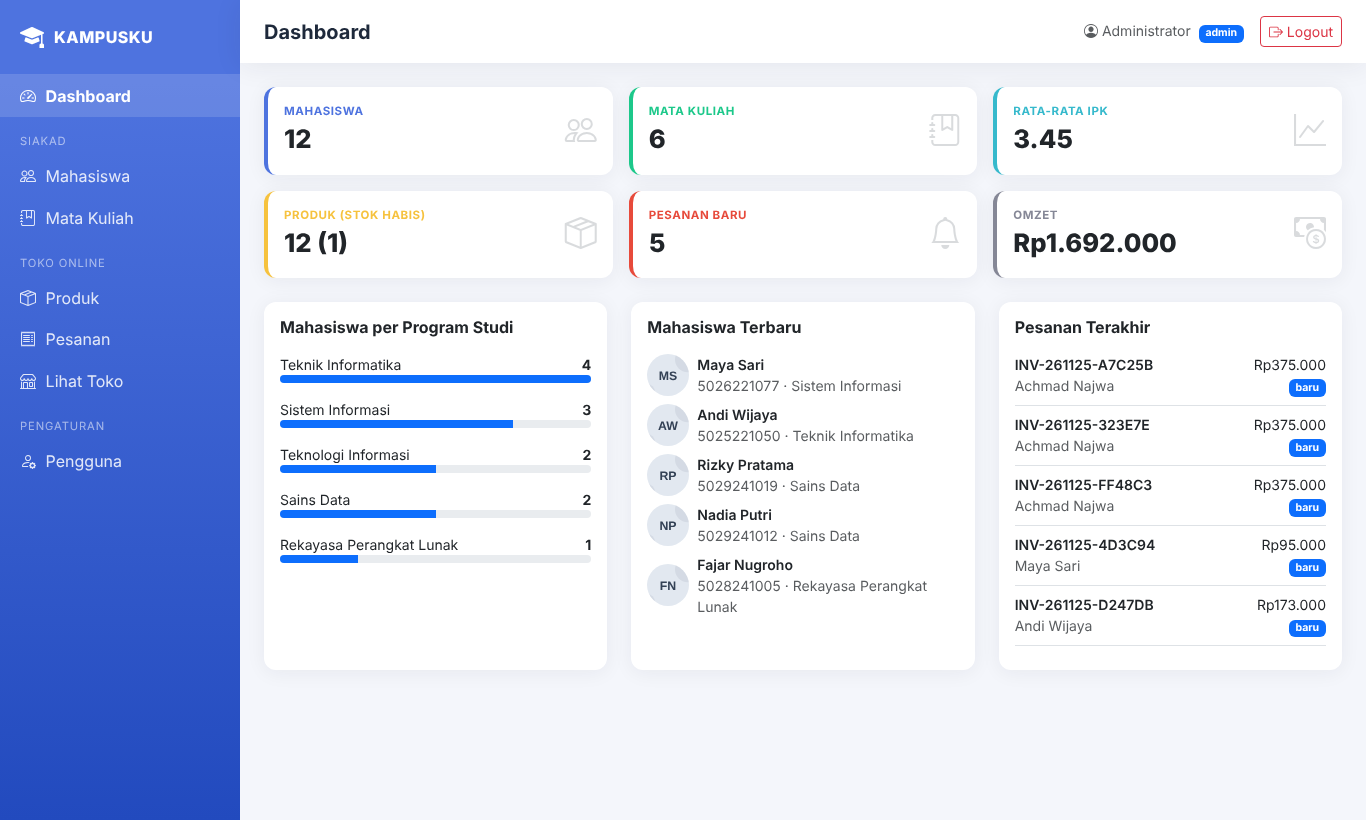 KAMPUSKU
Dashboard
SIAKAD
Mahasiswa
Mata Kuliah
TOKO ONLINE
Produk
Pesanan
Lihat Toko
PENGATURAN
Pengguna
Dashboard
Administrator admin
Logout
MAHASISWA
12
MATA KULIAH
6
RATA-RATA IPK
3.45
PRODUK (STOK HABIS)
12 (1)
PESANAN BARU
5
OMZET
Rp1.692.000
$
Mahasiswa per Program Studi
Teknik Informatika 4
Sistem Informasi 3
Teknologi Informasi 2
Sains Data 2
Rekayasa Perangkat Lunak 1
Mahasiswa Terbaru
MS
Maya Sari
5026221077 · Sistem Informasi
AW
Andi Wijaya
5025221050 · Teknik Informatika
RP
Rizky Pratama
5029241019 · Sains Data
NP
Nadia Putri
5029241012 · Sains Data
FN
Fajar Nugroho
5028241005 · Rekayasa Perangkat
Lunak
Pesanan Terakhir
INV-261125-A7C25B Rp375.000
Achmad Najwa baru
INV-261125-323E7E Rp375.000
Achmad Najwa baru
INV-261125-FF48C3 Rp375.000
Achmad Najwa baru
INV-261125-4D3C94 Rp95.000
Maya Sari baru
INV-261125-D247DB Rp173.000
Andi Wijaya baru